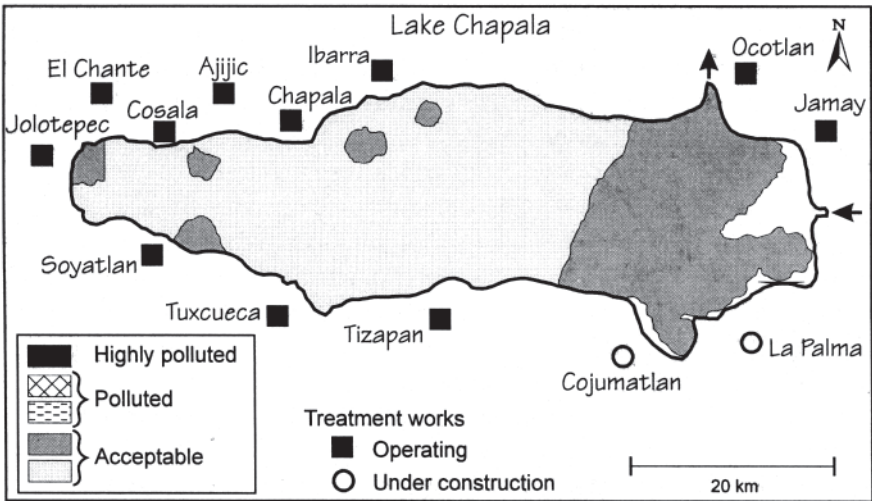 Lake Chapala
N
El Chante
Ajijic
Ibarra
Ocotlan
Jolotepec
Cosala
Chapala
Jamay
Soyatlan
Tuxcueca
Tizapan
Cojumatlan
La Palma
Highly polluted
Polluted
Acceptable
Treatment works
Operating
Under construction
20 km